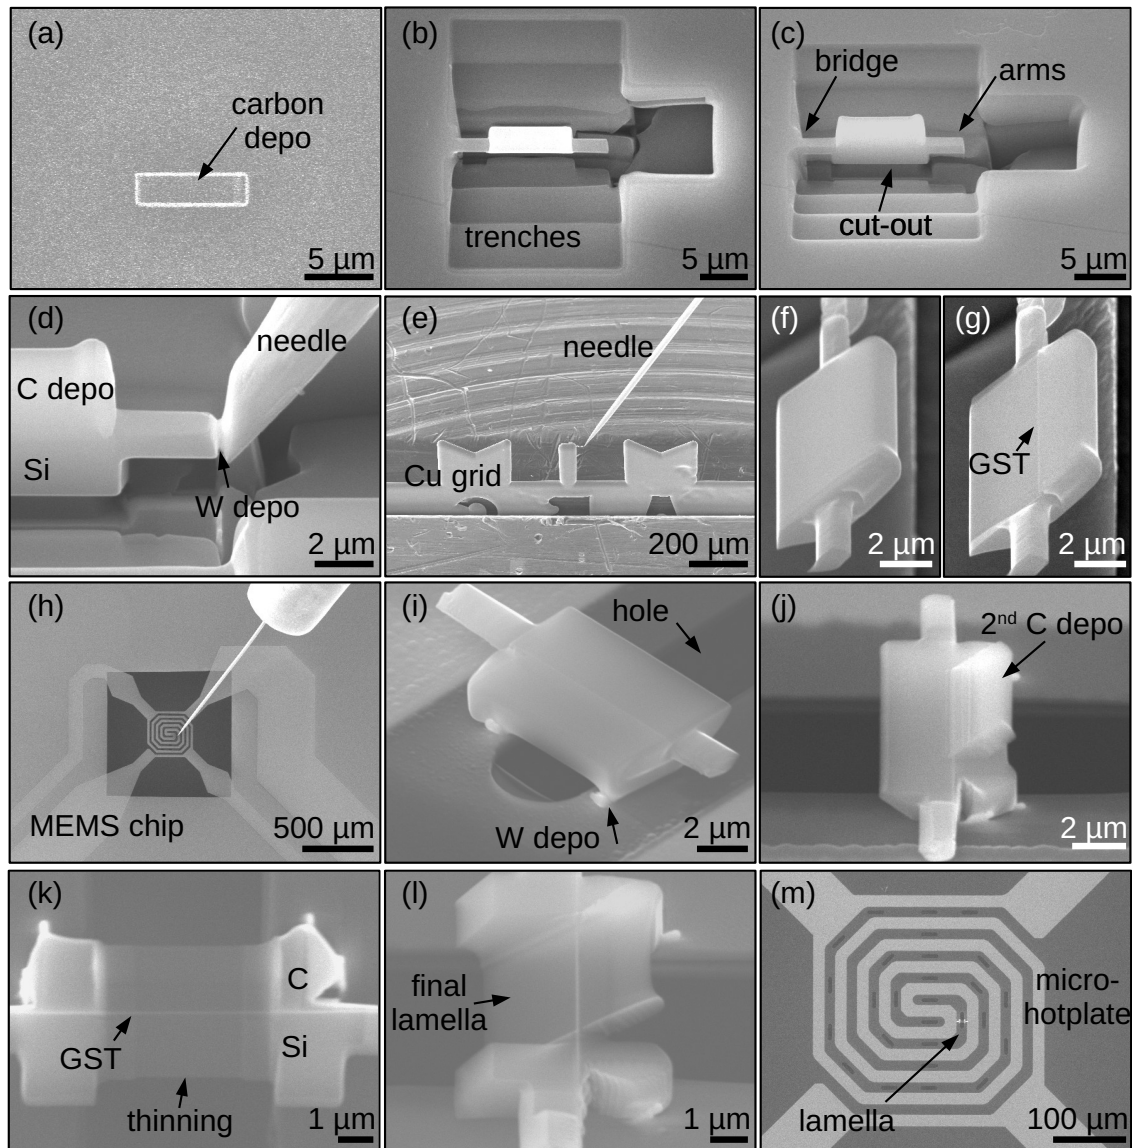 (a)
carbon
depo
5 µm
(b)
trenches
5 µm
(c)
bridge
arms
cut-out
5 µm
(d)
needle
C depo
Si
W depo
2 µm
(e)
needle
Cu grid
200 µm
(f)
2 µm
(g)
GST
2 µm
(h)
MEMS chip
500 µm
(i)
hole
W depo
2 µm
(j)
2nd C depo
2 µm
(k)
C
GST
Si
thinning
1 µm
(l)
final
lamella
1 µm
(m)
micro-
hotplate
lamella
100 µm